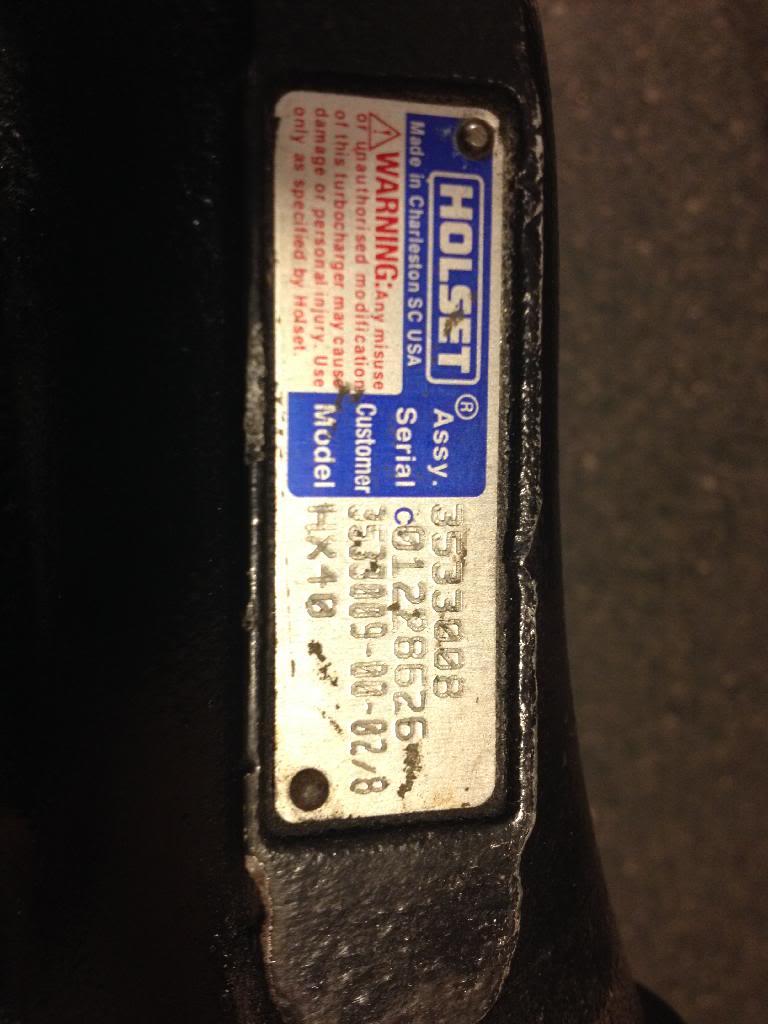 HOLSET®
Made in Charleston SC USA
⚠ WARNING: Any misuse
or unauthorised modification
of this turbocharger may cause
damage or personal injury. Use
only as specified by Holset.
Assy. 3533008
Serial C01228626
Customer 3533009-00-02/8
Model HX40